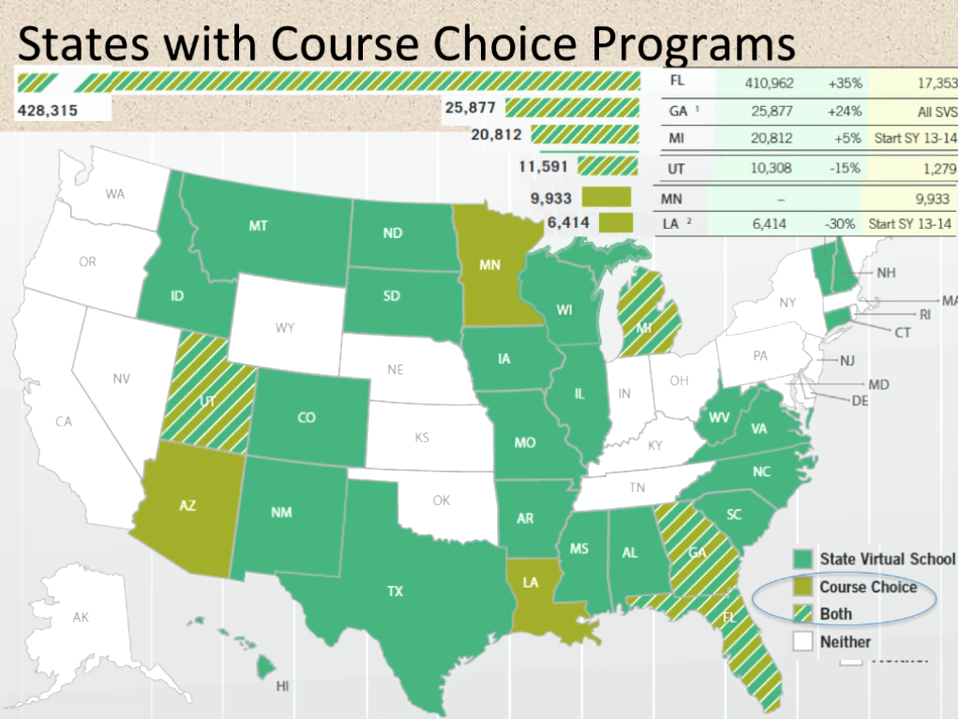 States with Course Choice Programs
428,315
25,877
20,812
11,591
9,933
6,414
FL 410,962 +35% 17,353
GA ¹ 25,877 +24% All SVS
MI 20,812 +5% Start SY 13-14
UT 10,308 -15% 1,279
MN – 9,933
LA ² 6,414 -30% Start SY 13-14
WA
MT
ND
MN
OR
ID
SD
WI
MI
NH
MA
NY
RI
CT
WY
IA
NE
PA
NJ
NV
UT
CO
IL
IN
OH
MD
DE
CA
KS
MO
WV
VA
KY
AZ
NM
OK
TN
NC
AR
SC
MS
AL
GA
TX
LA
FL
AK
HI
State Virtual School
Course Choice
Both
Neither